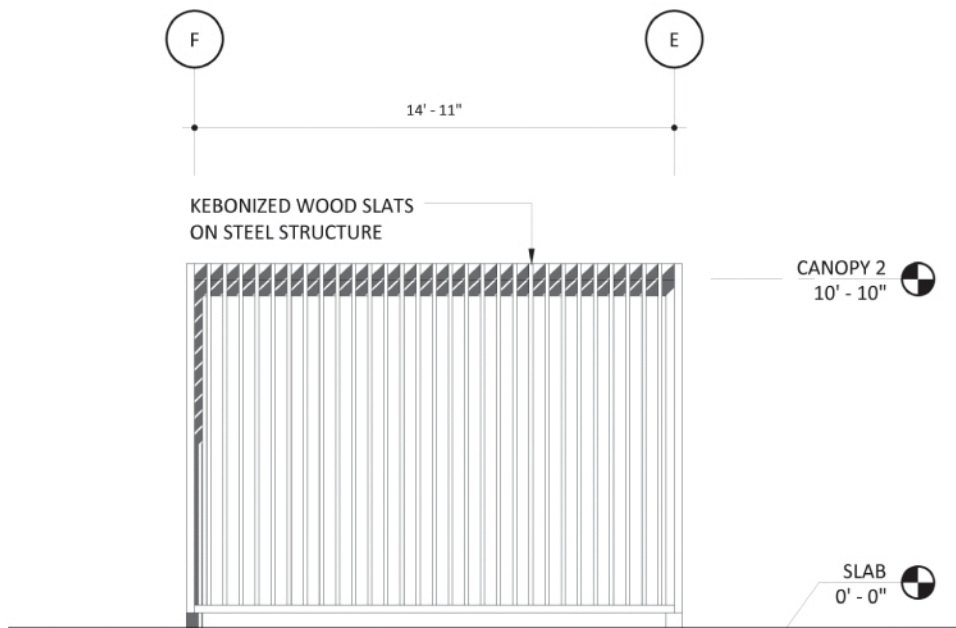 F
E
14' - 11"
KEBONIZED WOOD SLATS
ON STEEL STRUCTURE
CANOPY 2
10' - 10"
SLAB
0' - 0"